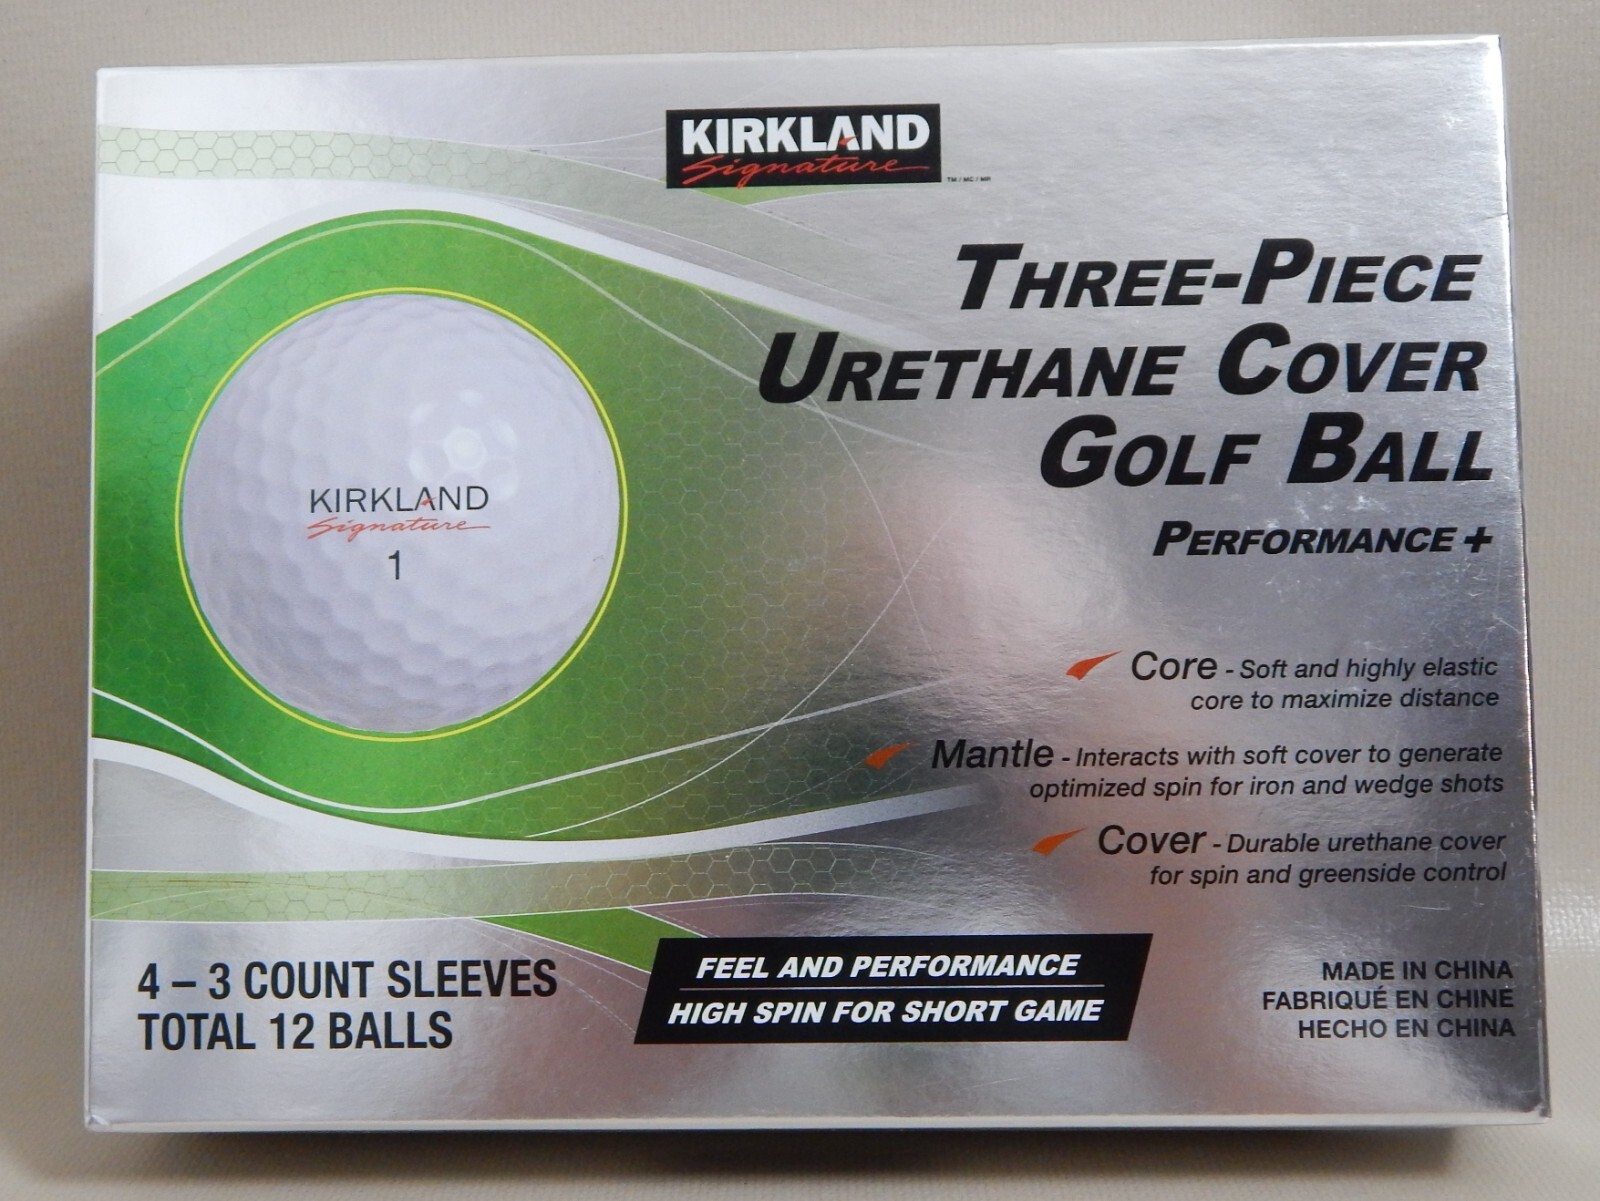 KIRKLAND
Signature
TM / MC / MR
THREE-PIECE
URETHANE COVER
GOLF BALL
PERFORMANCE +
KIRKLAND
Signature
1
Core - Soft and highly elastic
core to maximize distance
Mantle - Interacts with soft cover to generate
optimized spin for iron and wedge shots
Cover - Durable urethane cover
for spin and greenside control
4 – 3 COUNT SLEEVES
TOTAL 12 BALLS
FEEL AND PERFORMANCE
HIGH SPIN FOR SHORT GAME
MADE IN CHINA
FABRIQUÉ EN CHINE
HECHO EN CHINA